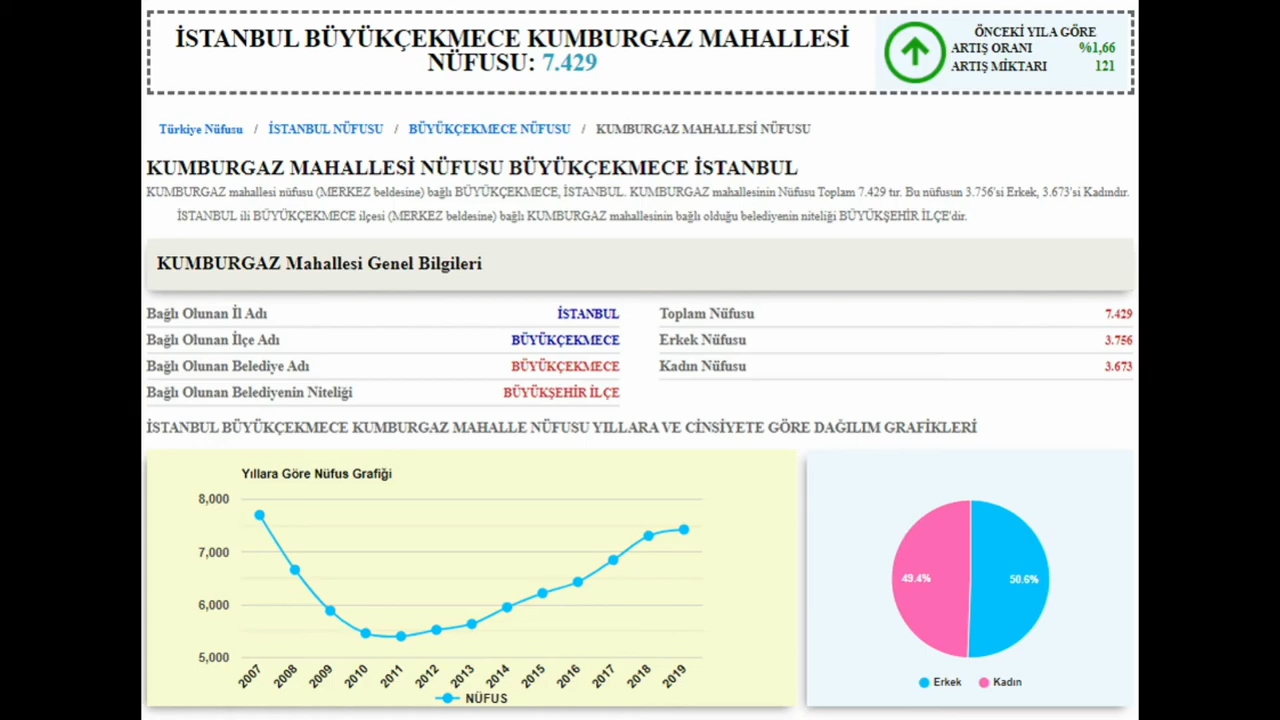 İSTANBUL BÜYÜKÇEKMECE KUMBURGAZ MAHALLESİ
NÜFUSU: 7.429
ÖNCEKİ YILA GÖRE
ARTIŞ ORANI %1,66
ARTIŞ MİKTARI 121
Türkiye Nüfusu / İSTANBUL NÜFUSU / BÜYÜKÇEKMECE NÜFUSU / KUMBURGAZ MAHALLESİ NÜFUSU
KUMBURGAZ MAHALLESİ NÜFUSU BÜYÜKÇEKMECE İSTANBUL
KUMBURGAZ mahallesi nüfusu (MERKEZ beldesine) bağlı BÜYÜKÇEKMECE, İSTANBUL. KUMBURGAZ mahallesinin Nüfusu Toplam 7.429 tır. Bu nüfusun 3.756'si Erkek, 3.673'si Kadındır.
İSTANBUL ili BÜYÜKÇEKMECE ilçesi (MERKEZ beldesine) bağlı KUMBURGAZ mahallesinin bağlı olduğu belediyenin niteliği BÜYÜKŞEHİR İLÇE'dir.
KUMBURGAZ Mahallesi Genel Bilgileri
Bağlı Olunan İl Adı İSTANBUL
Bağlı Olunan İlçe Adı BÜYÜKÇEKMECE
Bağlı Olunan Belediye Adı BÜYÜKÇEKMECE
Bağlı Olunan Belediyenin Niteliği BÜYÜKŞEHİR İLÇE
Toplam Nüfusu 7.429
Erkek Nüfusu 3.756
Kadın Nüfusu 3.673
İSTANBUL BÜYÜKÇEKMECE KUMBURGAZ MAHALLE NÜFUSU YILLARA VE CİNSİYETE GÖRE DAĞILIM GRAFİKLERİ
Yıllara Göre Nüfus Grafiği
8,000
7,000
6,000
5,000
2007 2008 2009 2010 2011 2012 2013 2014 2015 2016 2017 2018 2019
NÜFUS
49.4% 50.6%
Erkek Kadın